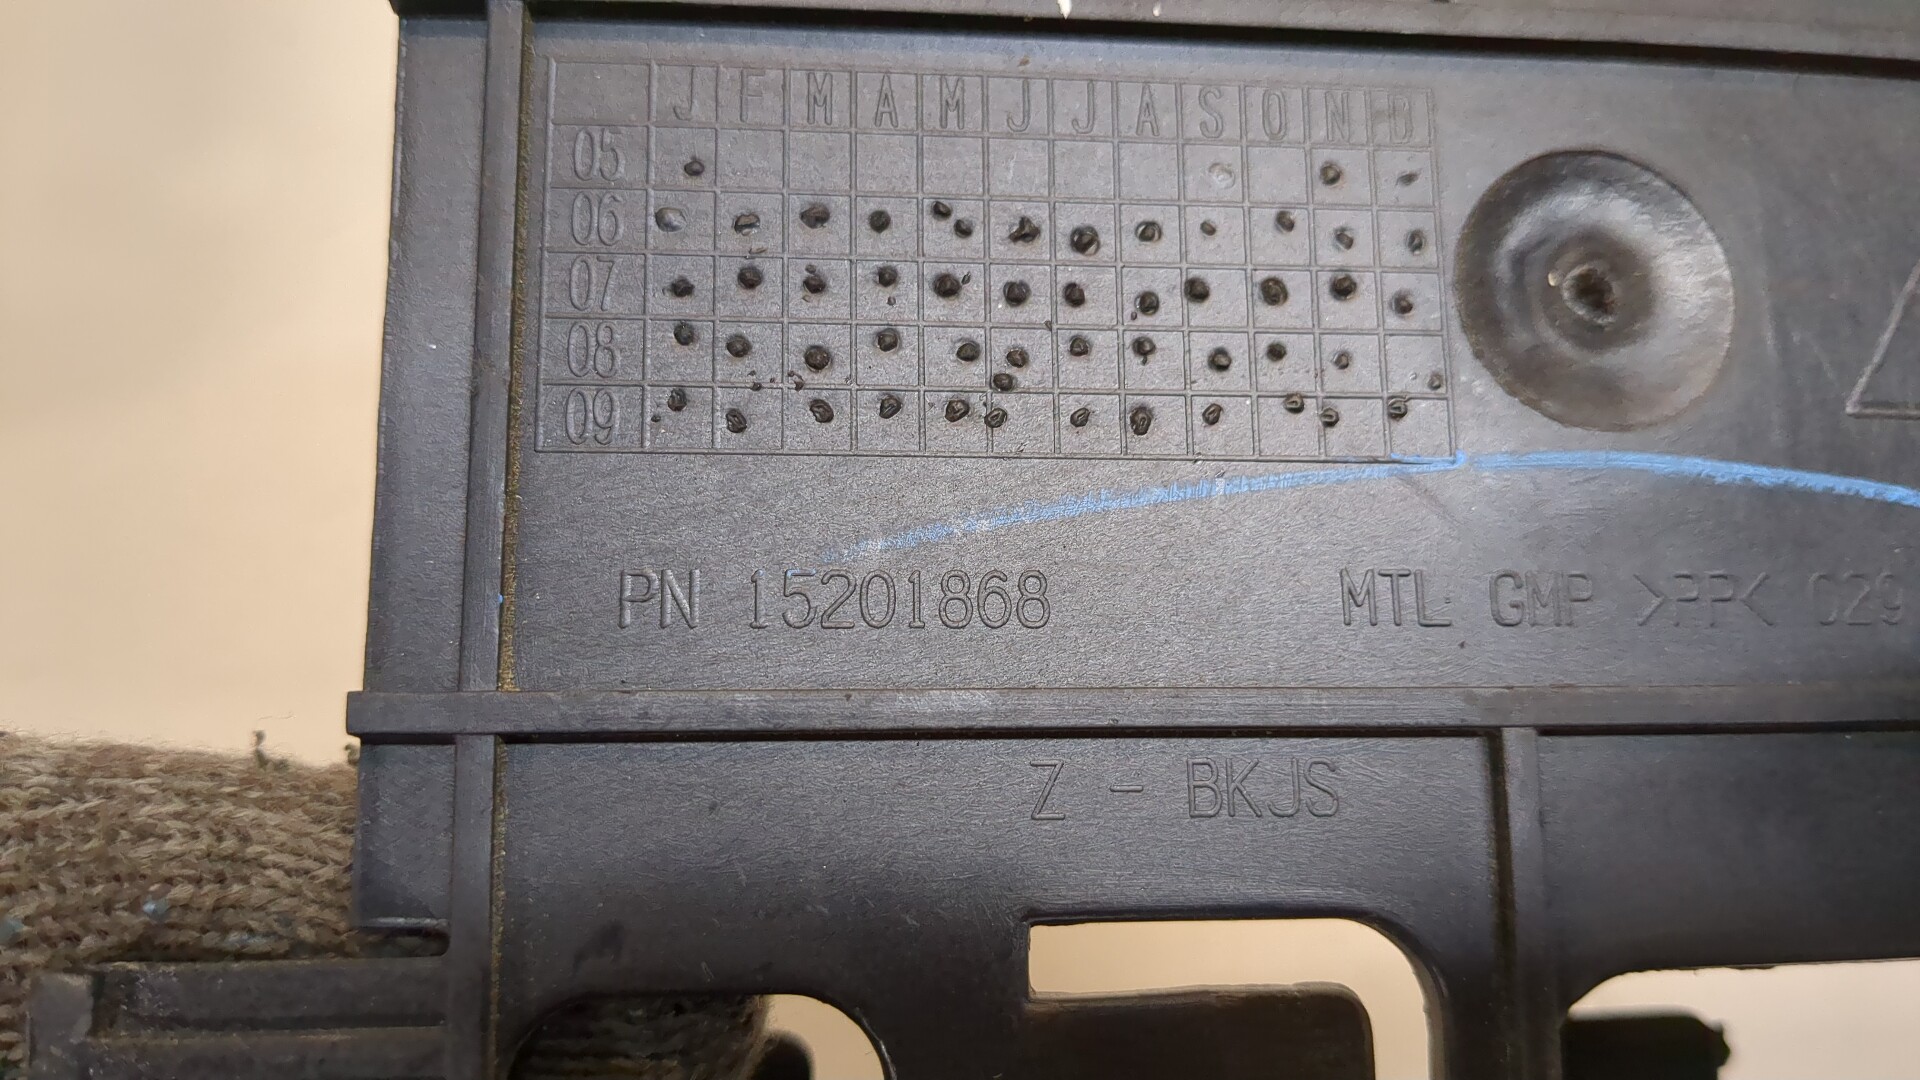 J F M A M J J A S O N D
05
06
07
08
09
PN 15201868
MTL GMP >PP< 029
Z - BKJS